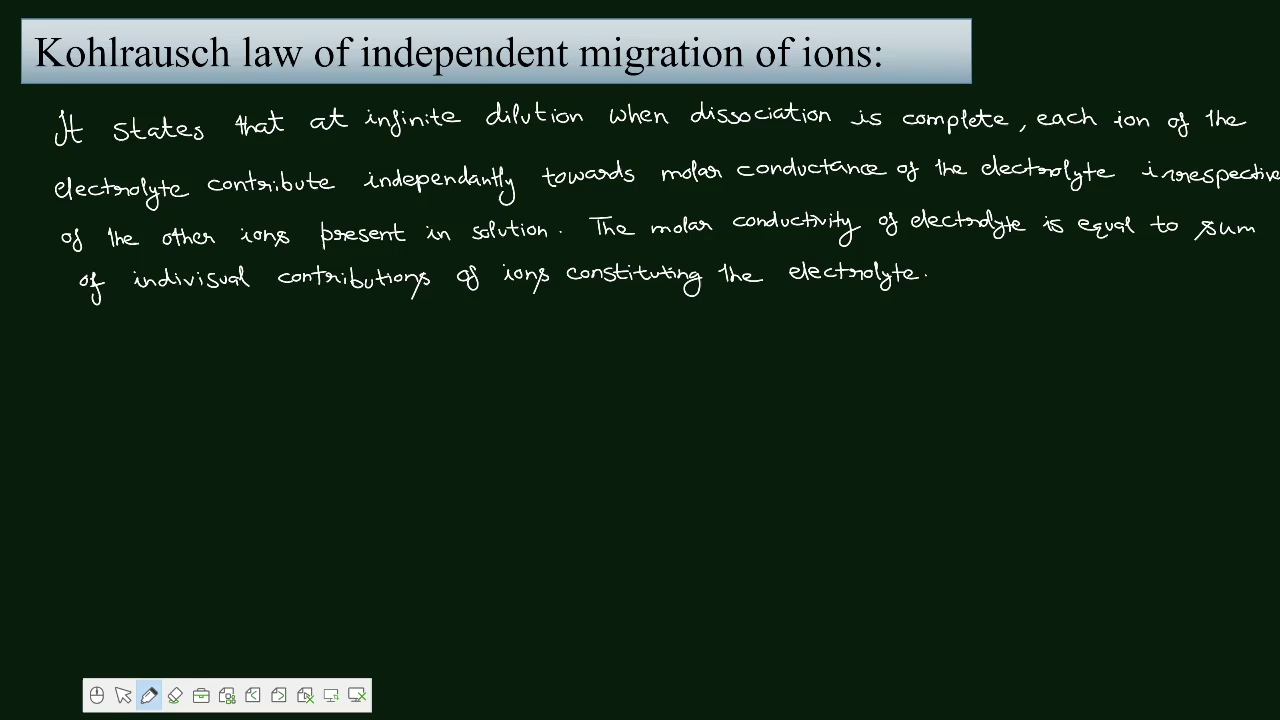 Kohlrausch law of independent migration of ions:
It states that at infinite dilution when dissociation is complete, each ion of the
electrolyte contribute independantly towards molar conductance of the electrolyte irrespective
of the other ions present in solution. The molar conductivity of electrolyte is equal to sum
of indivisual contributions of ions constituting the electrolyte.